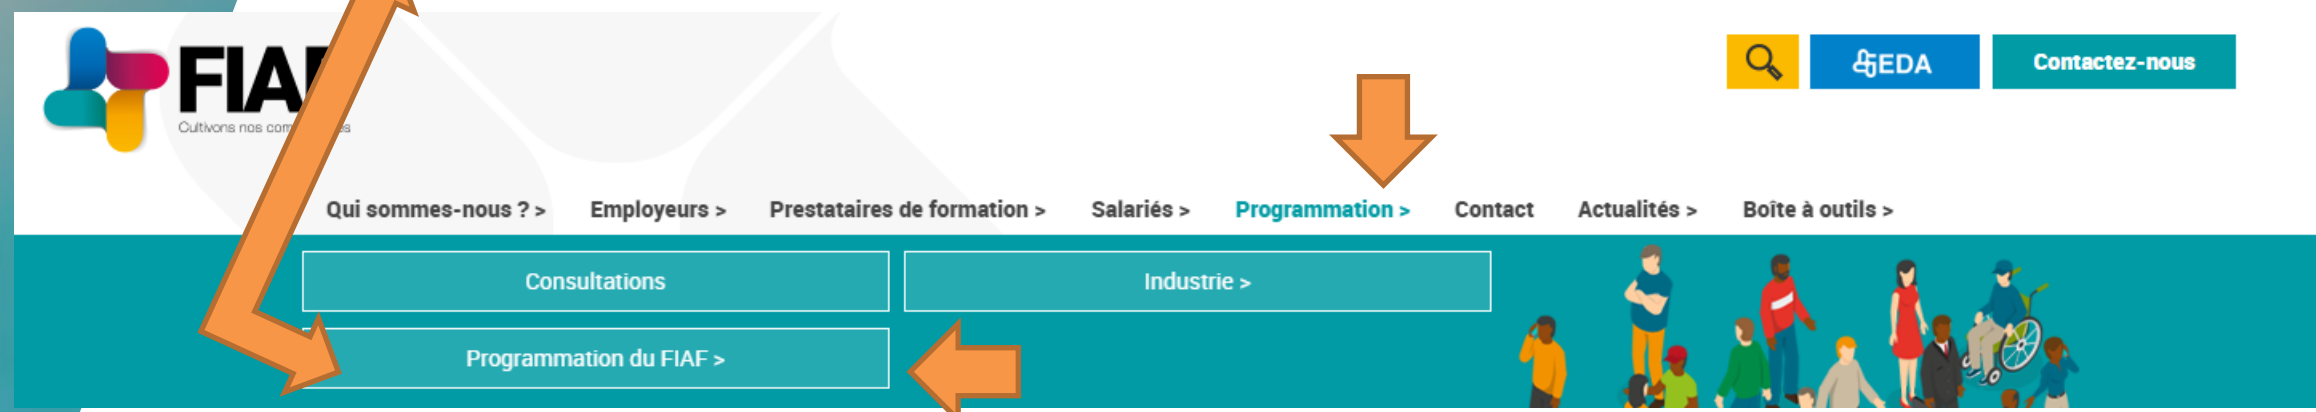 FIA
EDA
Contactez-nous
Cultivons nos com
Qui sommes-nous ? > Employeurs > Prestataires de formation > Salariés > Programmation > Contact Actualités > Boîte à outils >
Consultations Industrie >
Programmation du FIAF >